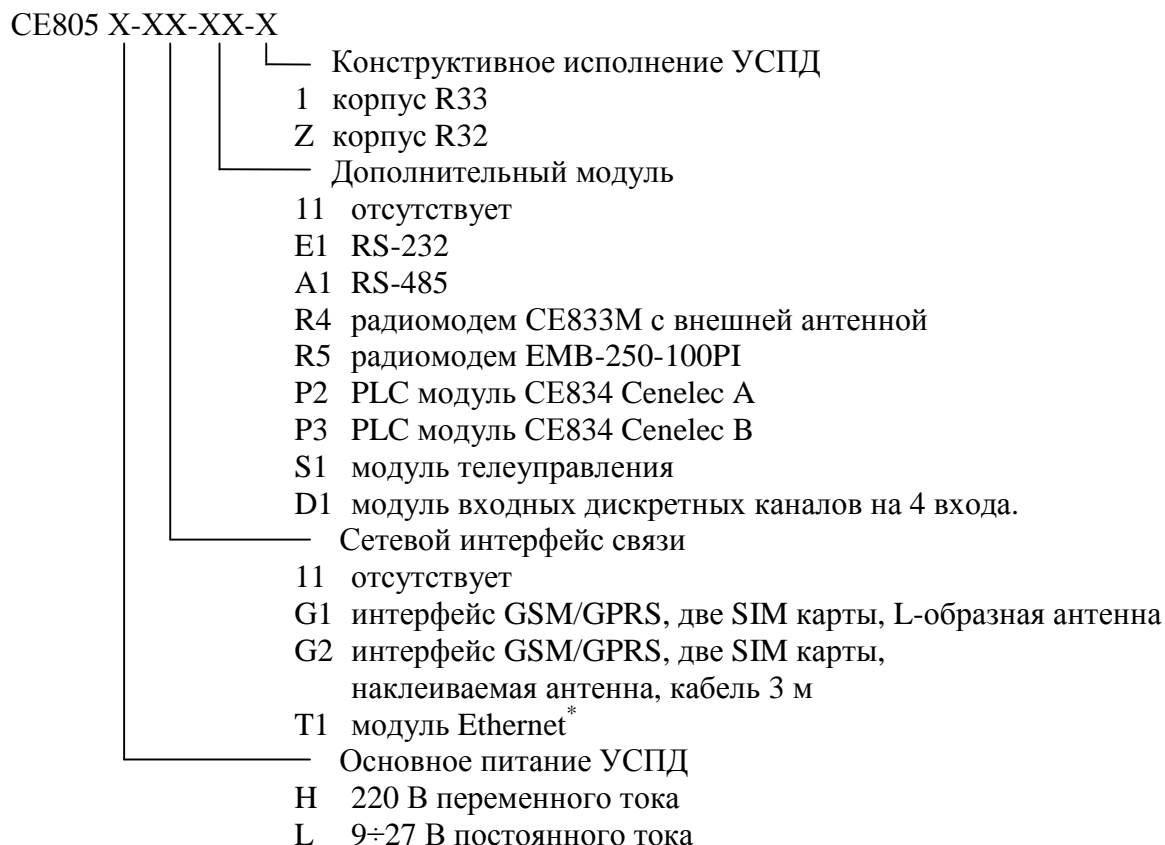 CE805 X-XX-XX-X
Конструктивное исполнение УСПД
1 корпус R33
Z корпус R32
Дополнительный модуль
11 отсутствует
E1 RS-232
A1 RS-485
R4 радиомодем CE833M с внешней антенной
R5 радиомодем EMB-250-100PI
P2 PLC модуль CE834 Cenelec A
P3 PLC модуль CE834 Cenelec B
S1 модуль телеуправления
D1 модуль входных дискретных каналов на 4 входа.
Сетевой интерфейс связи
11 отсутствует
G1 интерфейс GSM/GPRS, две SIM карты, L-образная антенна
G2 интерфейс GSM/GPRS, две SIM карты,
наклеиваемая антенна, кабель 3 м
T1 модуль Ethernet*
Основное питание УСПД
H 220 В переменного тока
L 9÷27 В постоянного тока